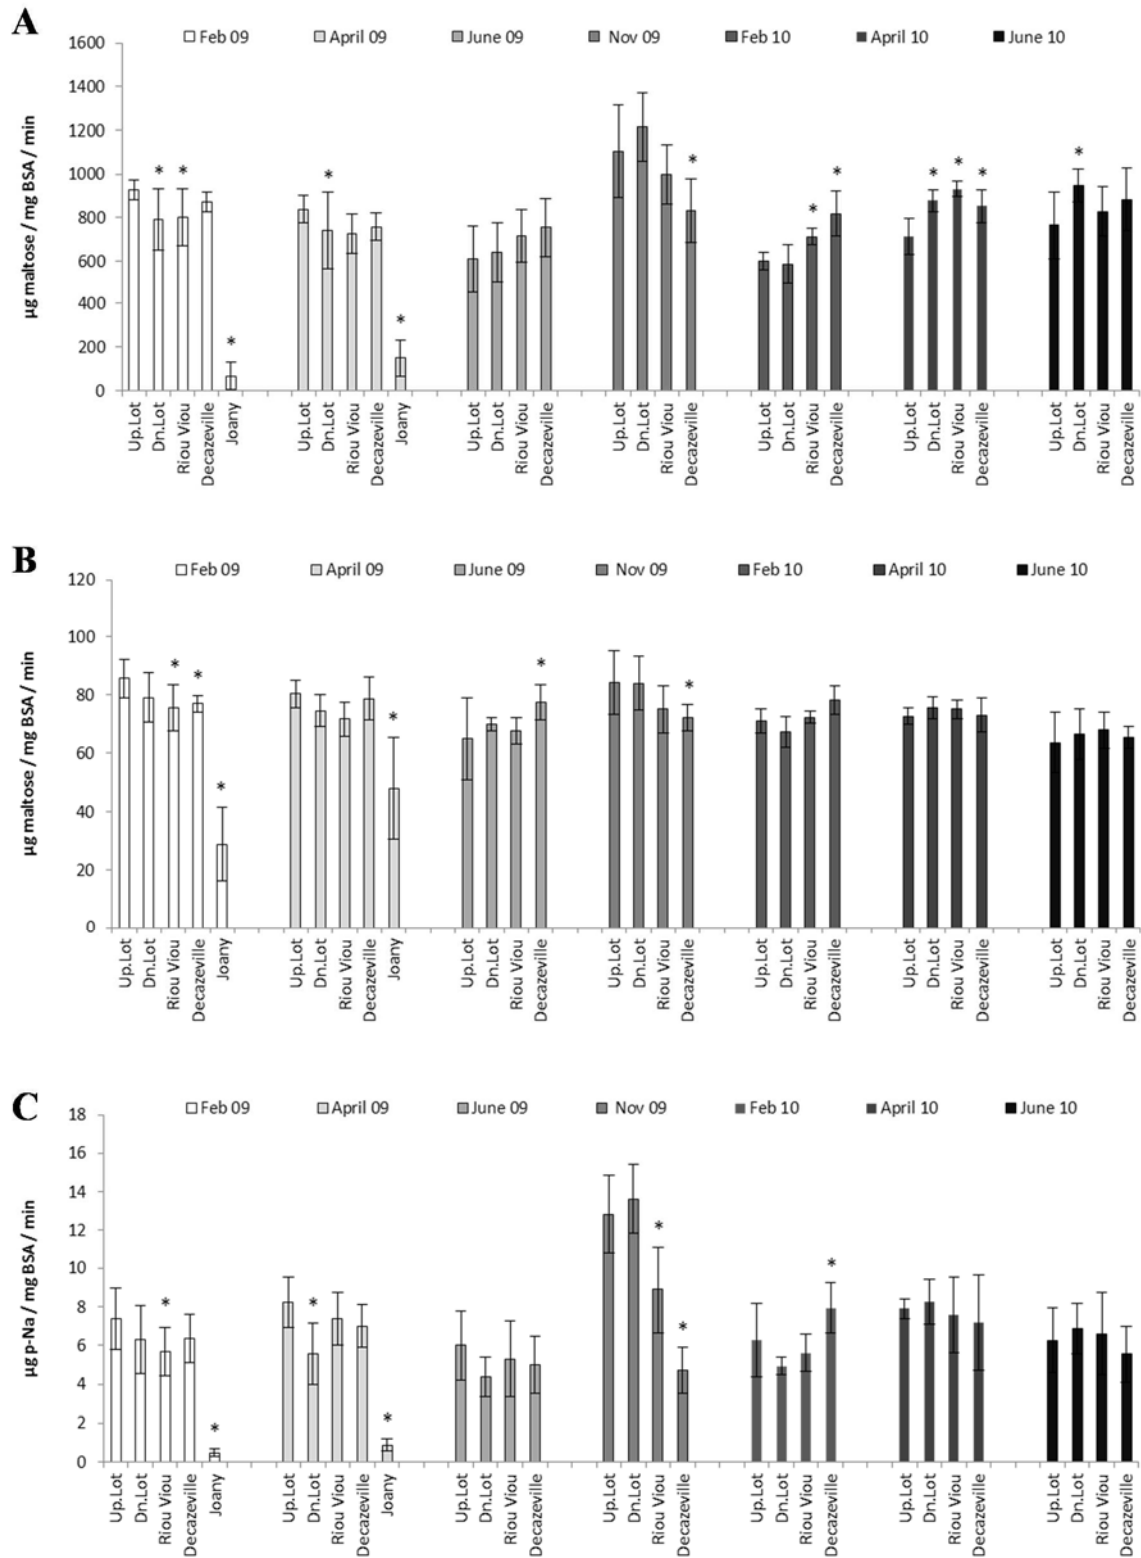 A
Feb 09 April 09 June 09 Nov 09 Feb 10 April 10 June 10
µg maltose / mg BSA / min
1600
1400
1200
1000
800
600
400
200
0
* * * * * * * * * * * *
Up.Lot Dn.Lot Riou Viou Decazeville Joany Up.Lot Dn.Lot Riou Viou Decazeville Joany Up.Lot Dn.Lot Riou Viou Decazeville Up.Lot Dn.Lot Riou Viou Decazeville Up.Lot Dn.Lot Riou Viou Decazeville Up.Lot Dn.Lot Riou Viou Decazeville Up.Lot Dn.Lot Riou Viou Decazeville
B
Feb 09 April 09 June 09 Nov 09 Feb 10 April 10 June 10
µg maltose / mg BSA / min
120
100
80
60
40
20
0
* * * * * *
Up.Lot Dn.Lot Riou Viou Decazeville Joany Up.Lot Dn.Lot Riou Viou Decazeville Joany Up.Lot Dn.Lot Riou Viou Decazeville Up.Lot Dn.Lot Riou Viou Decazeville Up.Lot Dn.Lot Riou Viou Decazeville Up.Lot Dn.Lot Riou Viou Decazeville Up.Lot Dn.Lot Riou Viou Decazeville
C
Feb 09 April 09 June 09 Nov 09 Feb 10 April 10 June 10
µg p-Na / mg BSA / min
18
16
14
12
10
8
6
4
2
0
* * * * * * *
Up.Lot Dn.Lot Riou Viou Decazeville Joany Up.Lot Dn.Lot Riou Viou Decazeville Joany Up.Lot Dn.Lot Riou Viou Decazeville Up.Lot Dn.Lot Riou Viou Decazeville Up.Lot Dn.Lot Riou Viou Decazeville Up.Lot Dn.Lot Riou Viou Decazeville Up.Lot Dn.Lot Riou Viou Decazeville